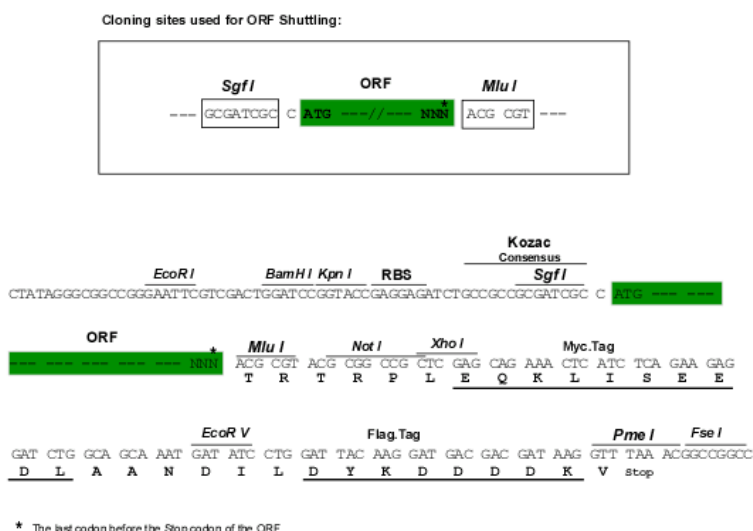 Cloning sites used for ORF Shuttling:
Sgf I ORF Mlu I
*
--- GCGATCGC C ATG ---//--- NNN ACG CGT ---
Kozac
Consensus
EcoR I BamH I Kpn I RBS Sgf I
CTATAGGGCGGCCGGGAATTCGTCGACTGGATCCGGTACCGAGGAGATCTGCCGCCGCGATCGC C ATG --- ---
ORF
* Mlu I Not I Xho I Myc.Tag
--- --- --- --- --- --- NNN ACG CGT ACG CGG CCG CTC GAG CAG AAA CTC ATC TCA GAA GAG
T R T R P L E Q K L I S E E
EcoR V Flag.Tag Pme I Fse I
GAT CTG GCA GCA AAT GAT ATC CTG GAT TAC AAG GAT GAC GAC GAT AAG GTT TAA ACGGCCGGCC
D L A A N D I L D Y K D D D D K V Stop
* The last codon before the Stop codon of the ORF